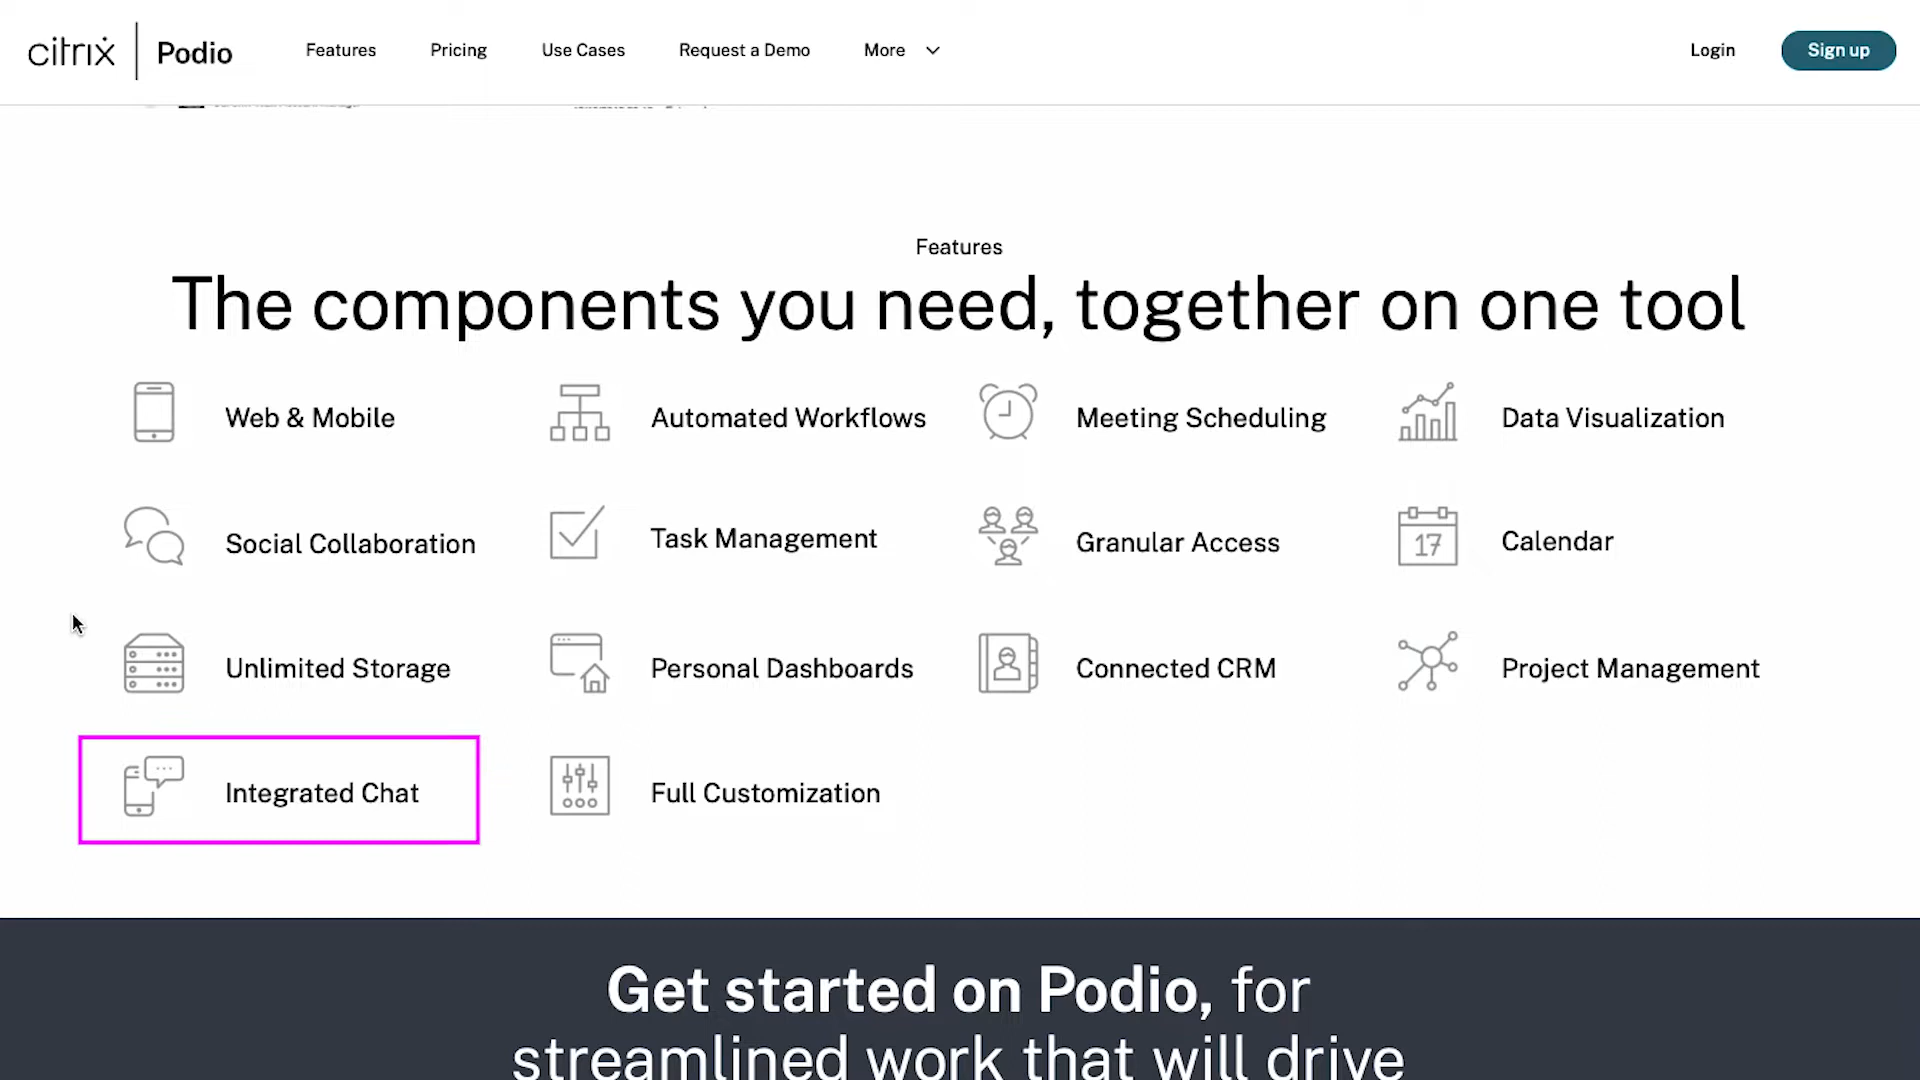 citrix Podio Features Pricing Use Cases Request a Demo More Login Sign up
Features
The components you need, together on one tool
Web & Mobile Automated Workflows Meeting Scheduling Data Visualization
Social Collaboration Task Management Granular Access Calendar
17
Unlimited Storage Personal Dashboards Connected CRM Project Management
Integrated Chat Full Customization
Get started on Podio, for
streamlined work that will drive